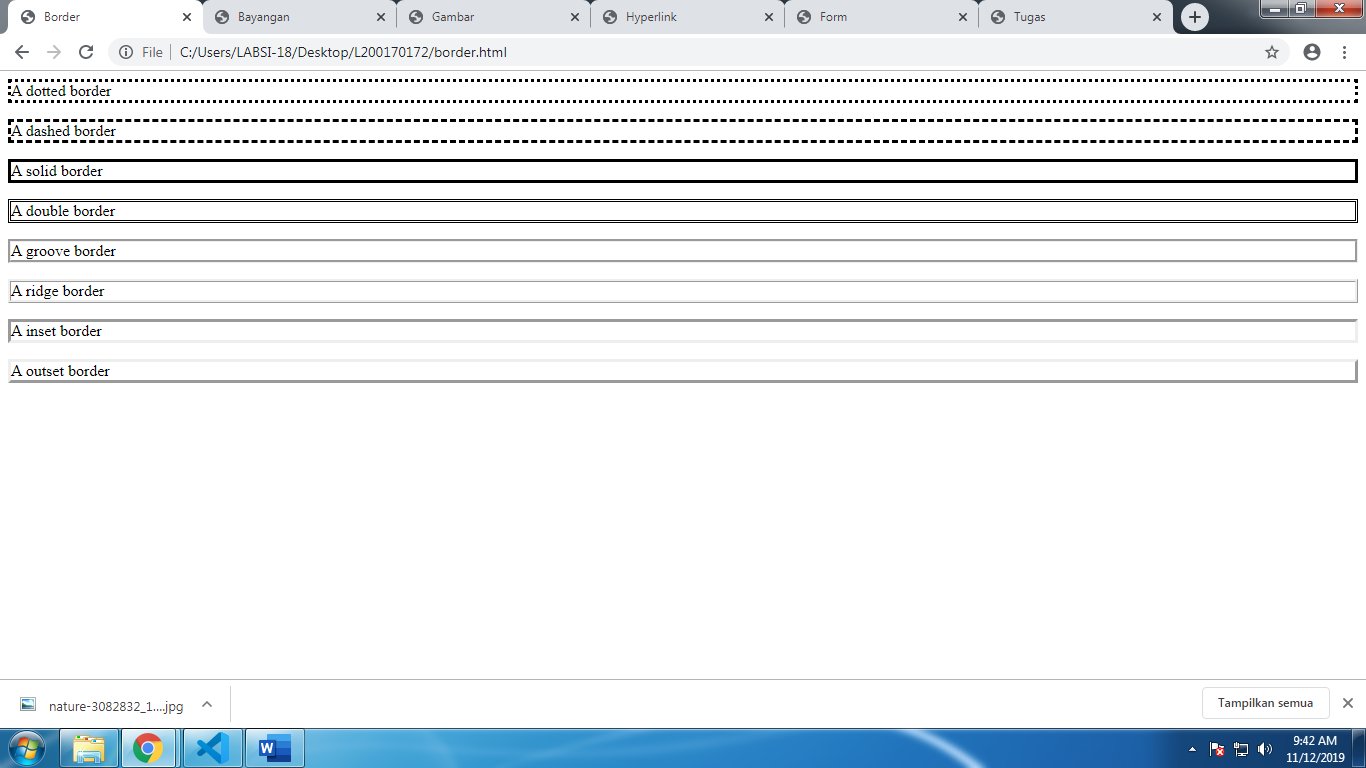 Border
Bayangan
Gambar
Hyperlink
Form
Tugas
File
C:/Users/LABSI-18/Desktop/L200170172/border.html
A dotted border
A dashed border
A solid border
A double border
A groove border
A ridge border
A inset border
A outset border
nature-3082832_1....jpg
Tampilkan semua
9:42 AM
11/12/2019